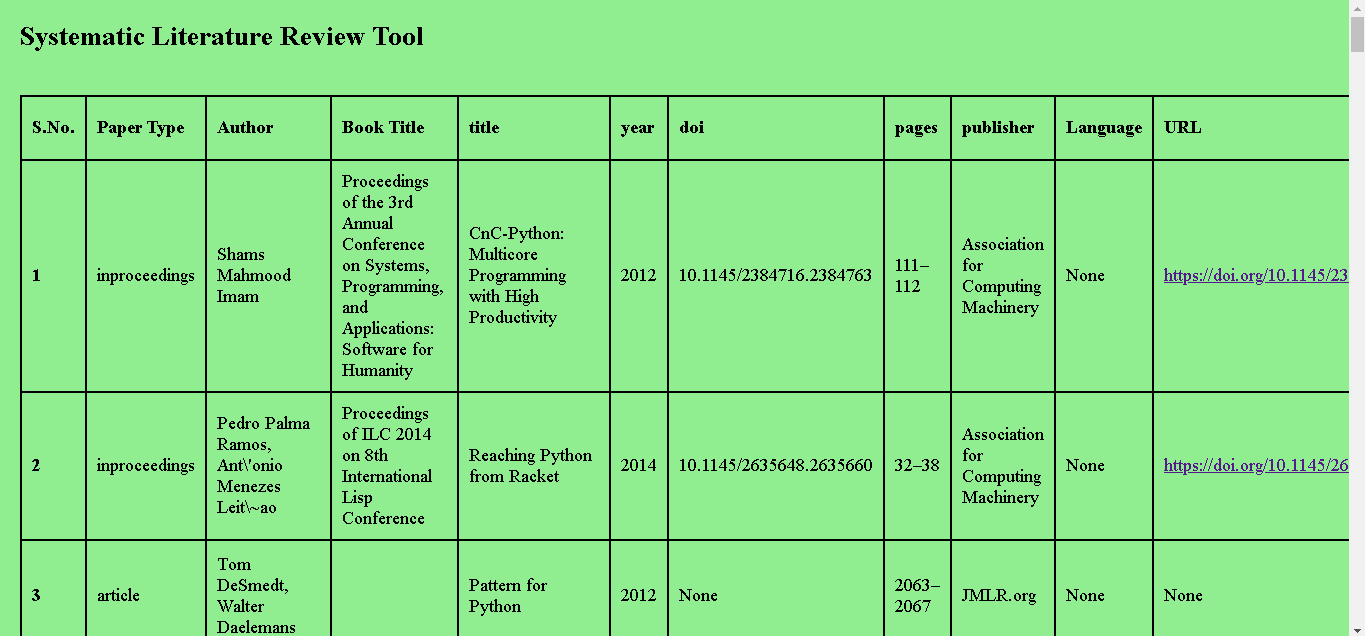 Systematic Literature Review Tool
S.No. Paper Type Author Book Title title year doi pages publisher Language URL
1
inproceedings
Shams
Mahmood
Imam
Proceedings
of the 3rd
Annual
Conference
on Systems,
Programming,
and
Applications:
Software for
Humanity
CnC-Python:
Multicore
Programming
with High
Productivity
2012
10.1145/2384716.2384763
111–
112
Association
for
Computing
Machinery
None
https://doi.org/10.1145/23
2
inproceedings
Pedro Palma
Ramos,
Ant\'onio
Menezes
Leit\~ao
Proceedings
of ILC 2014
on 8th
International
Lisp
Conference
Reaching Python
from Racket
2014
10.1145/2635648.2635660
32–38
Association
for
Computing
Machinery
None
https://doi.org/10.1145/26
3
article
Tom
DeSmedt,
Walter
Daelemans
Pattern for
Python
2012
None
2063–
2067
JMLR.org
None
None